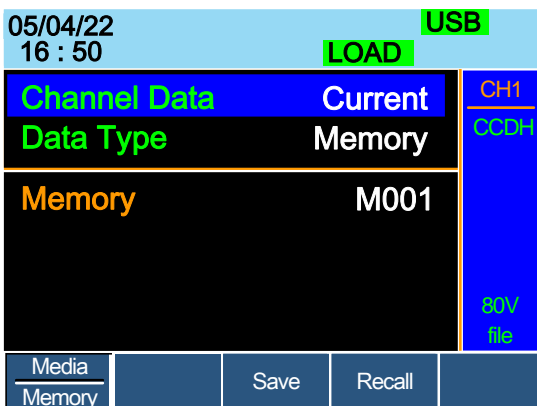 05/04/22 USB
16 : 50 LOAD
Channel Data Current CH1
Data Type Memory CCDH
Memory M001
80V
file
Media
Memory
Save Recall